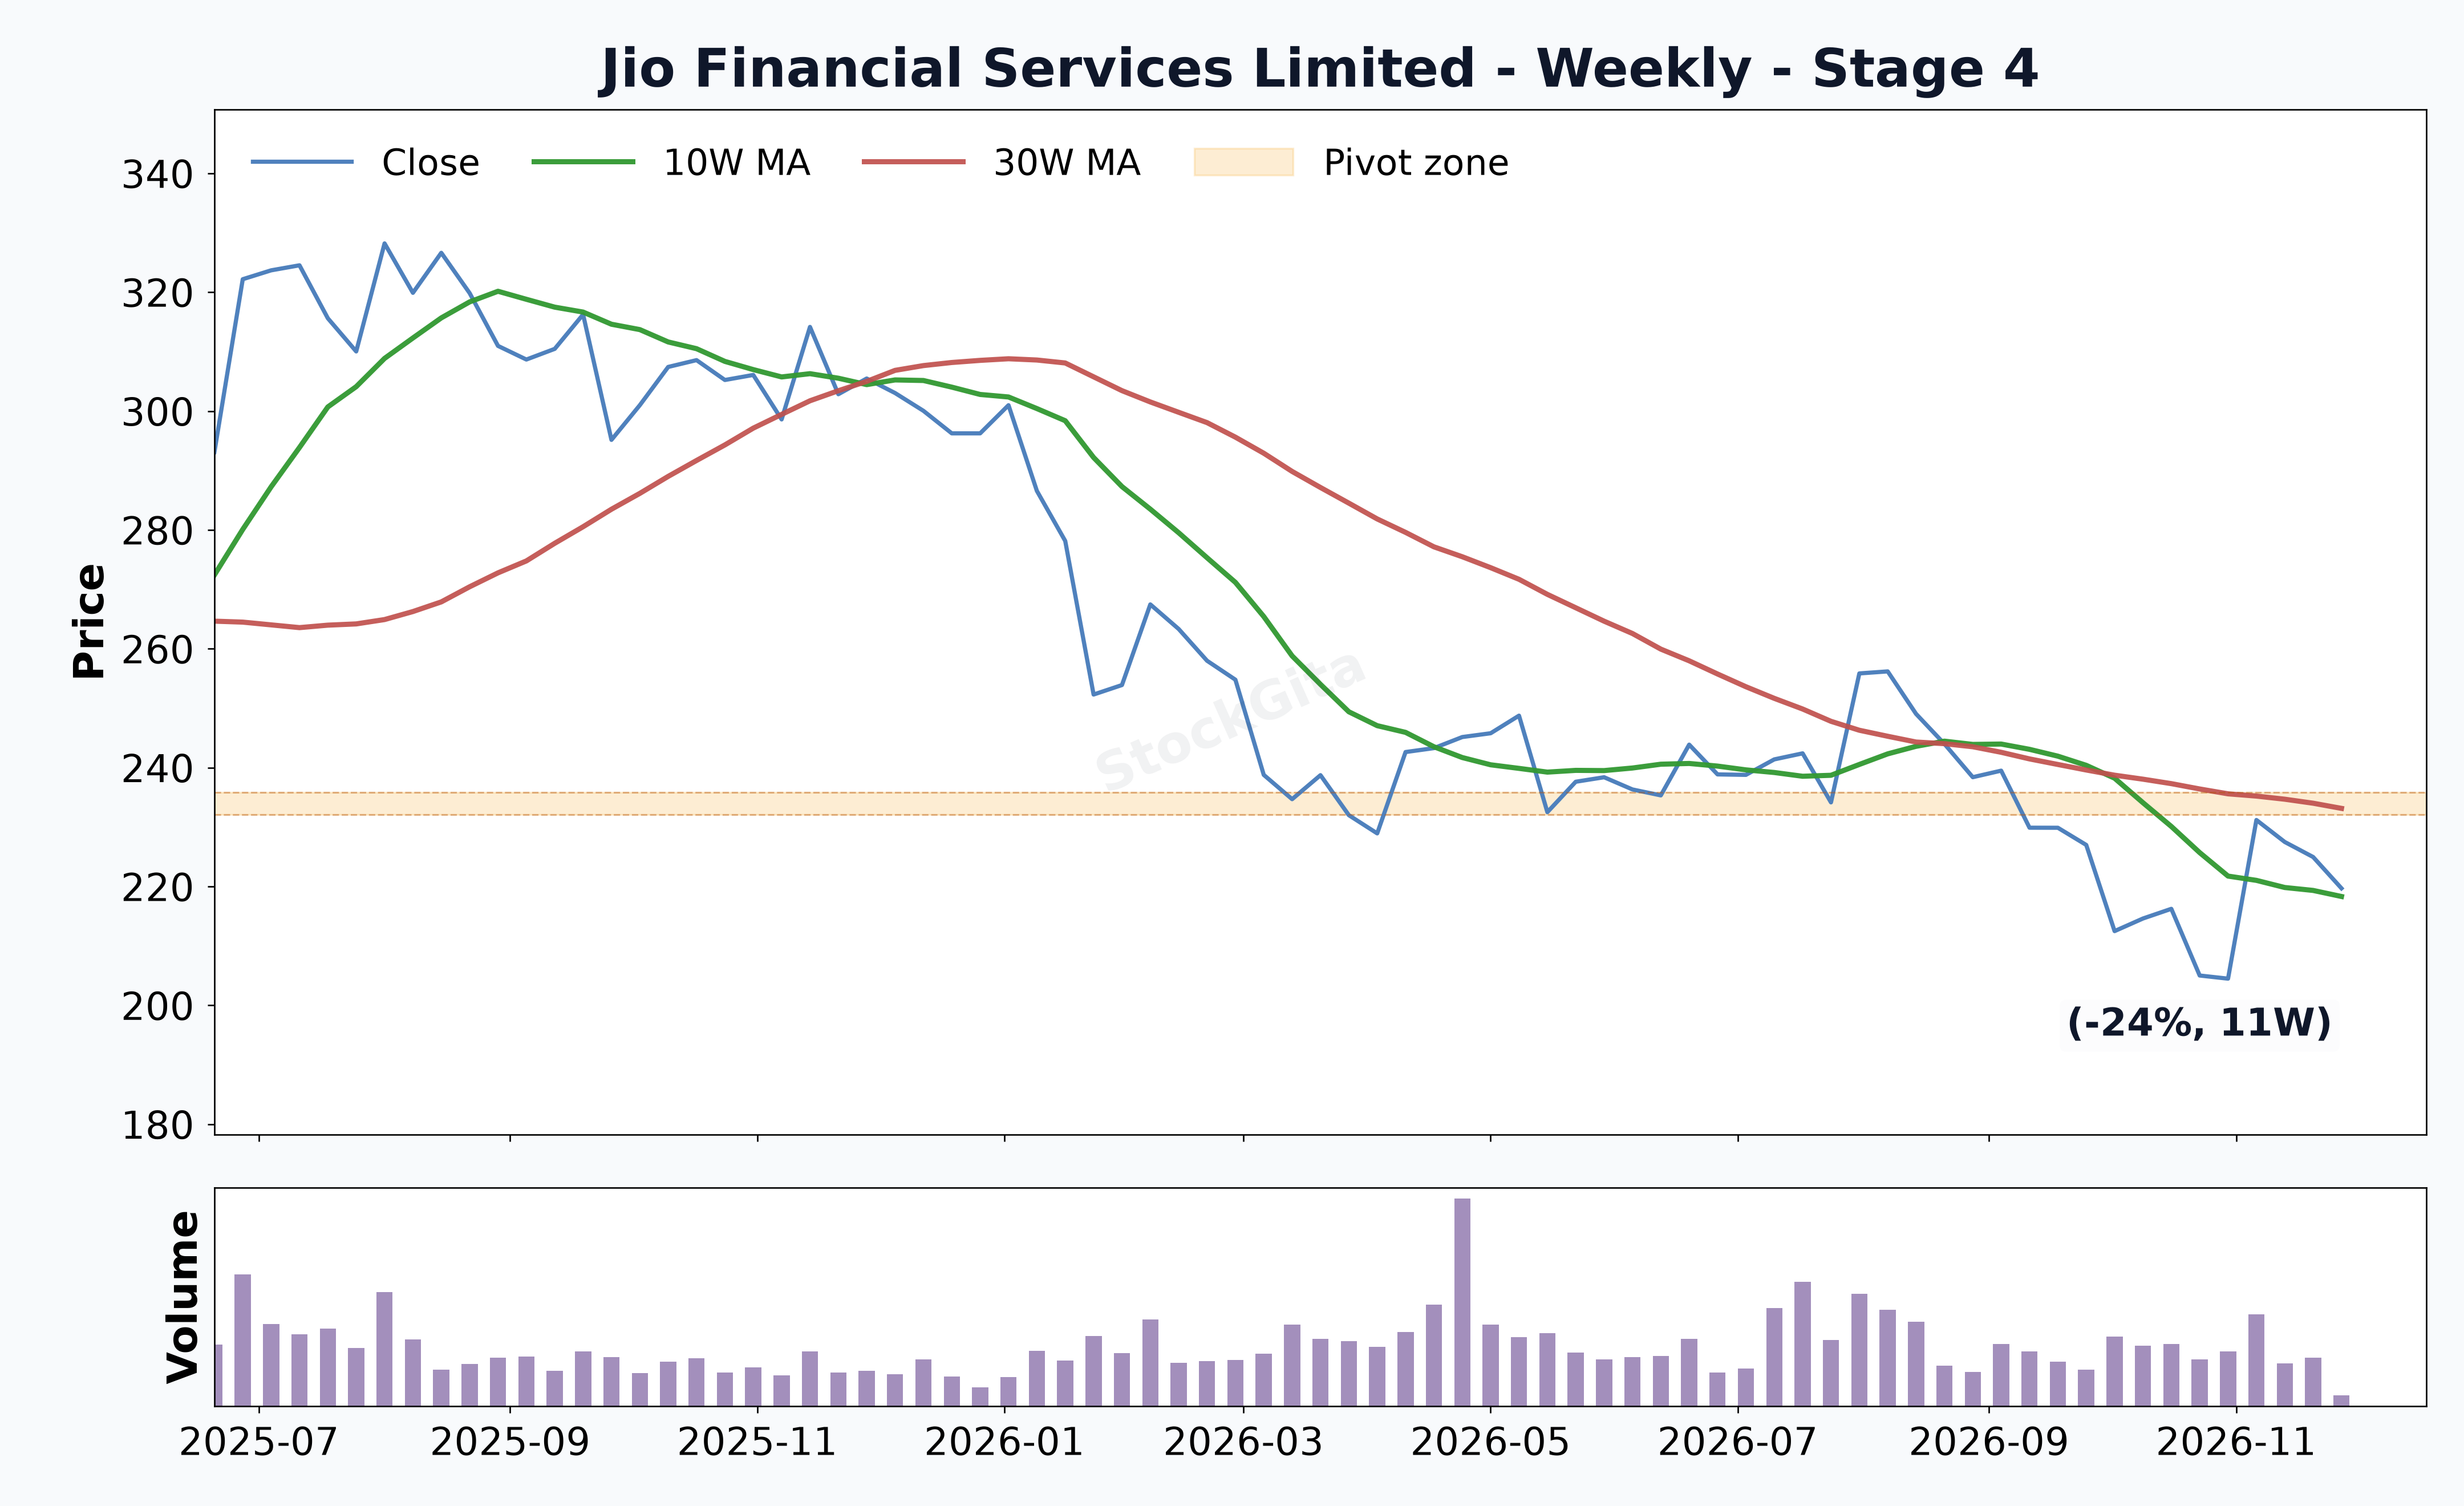 Jio Financial Services Limited - Weekly - Stage 4
Close 10W MA 30W MA Pivot zone
Price
340
320
300
280
260
240
220
200
180
StockGita
(-24%, 11W)
Volume
2025-07 2025-09 2025-11 2026-01 2026-03 2026-05 2026-07 2026-09 2026-11